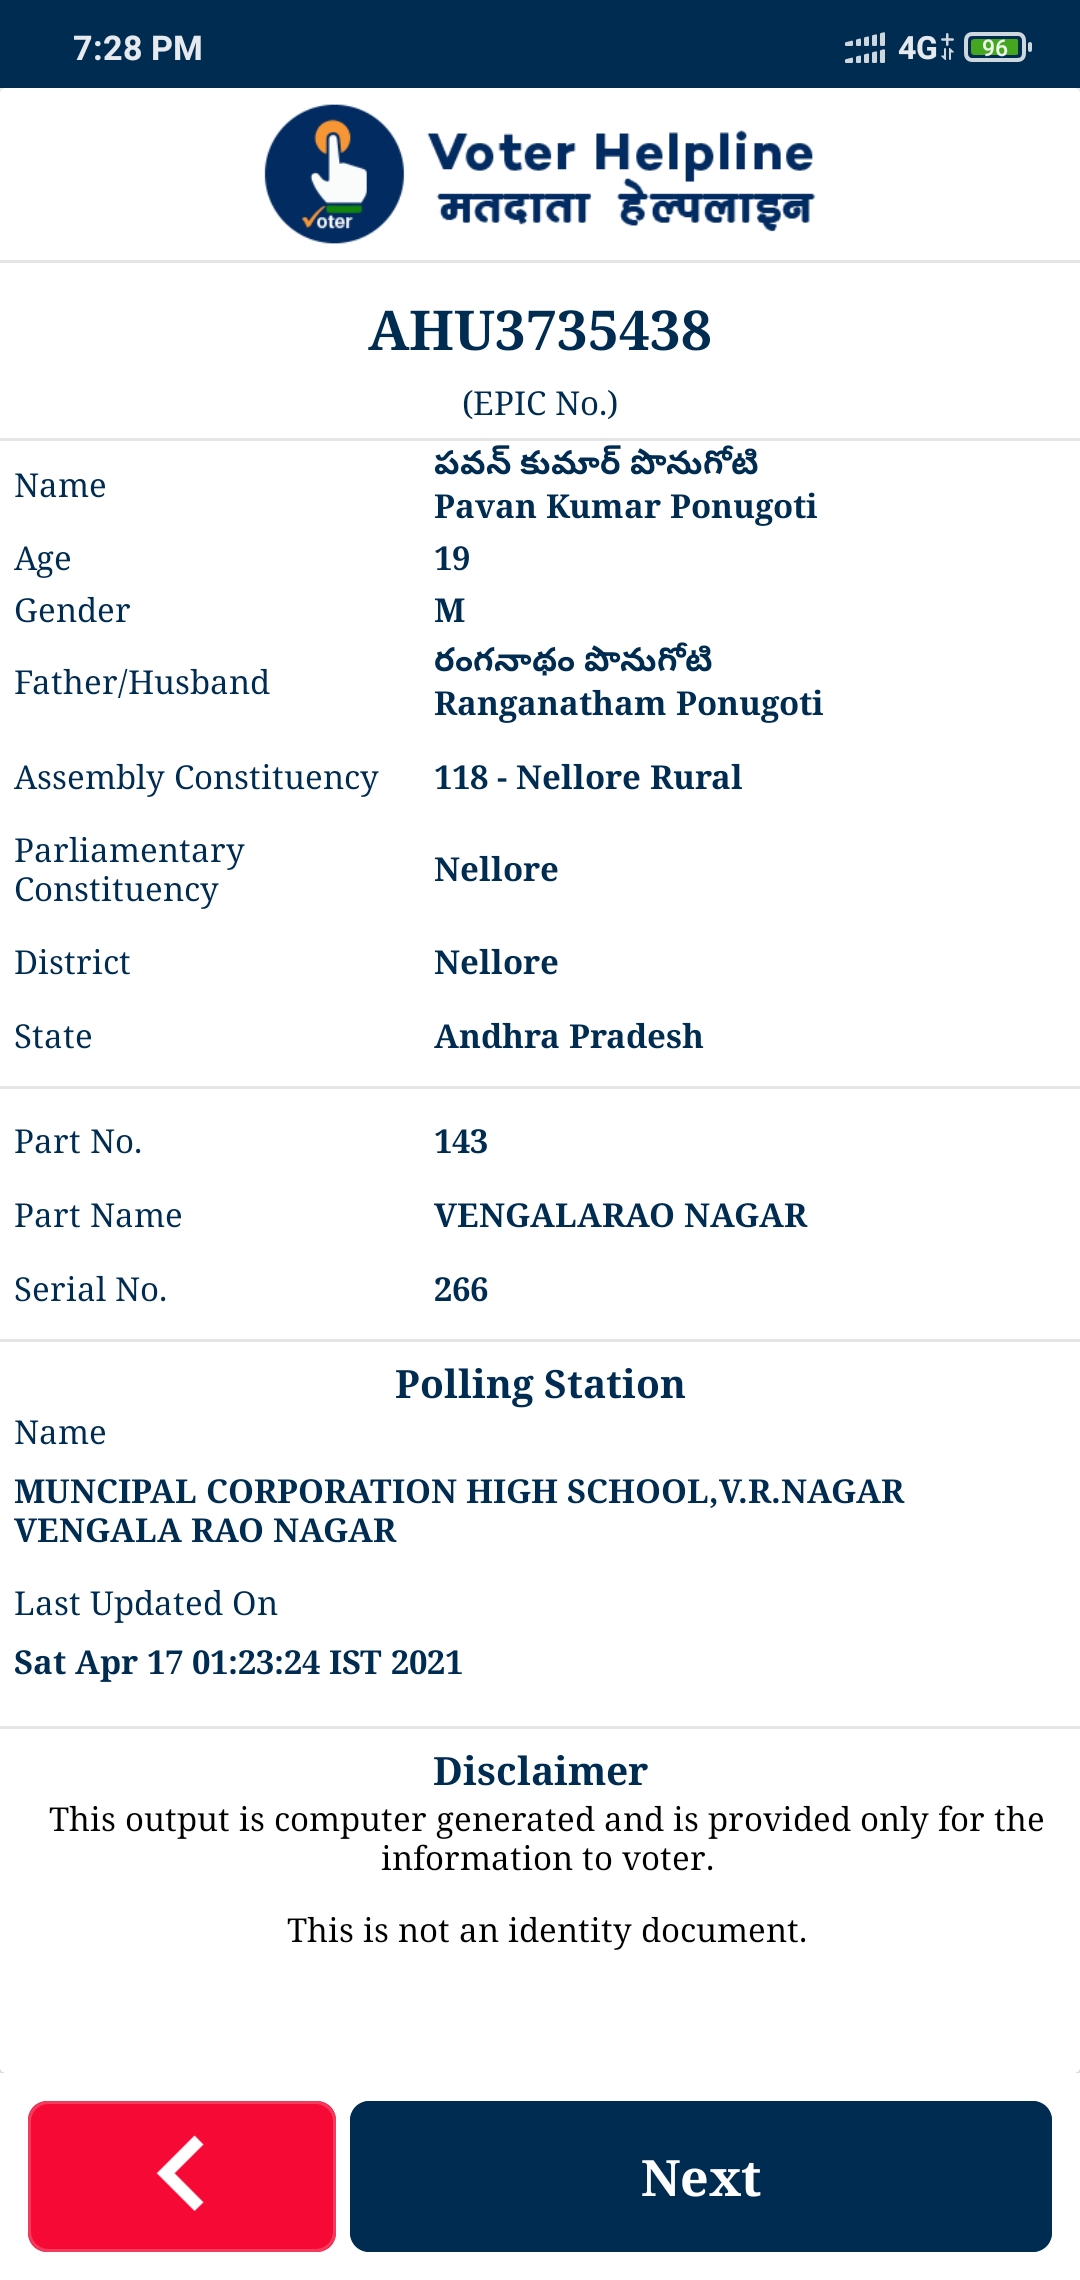 7:28 PM
4G 96
Voter Helpline
मतदाता हेल्पलाइन
Voter
AHU3735438
(EPIC No.)
Name
పవన్ కుమార్ పొనుగోటి
Pavan Kumar Ponugoti
Age 19
Gender M
Father/Husband
రంగనాథం పొనుగోటి
Ranganatham Ponugoti
Assembly Constituency 118 - Nellore Rural
Parliamentary
Constituency
Nellore
District Nellore
State Andhra Pradesh
Part No. 143
Part Name VENGALARAO NAGAR
Serial No. 266
Polling Station
Name
MUNCIPAL CORPORATION HIGH SCHOOL,V.R.NAGAR
VENGALA RAO NAGAR
Last Updated On
Sat Apr 17 01:23:24 IST 2021
Disclaimer
This output is computer generated and is provided only for the
information to voter.
This is not an identity document.
Next